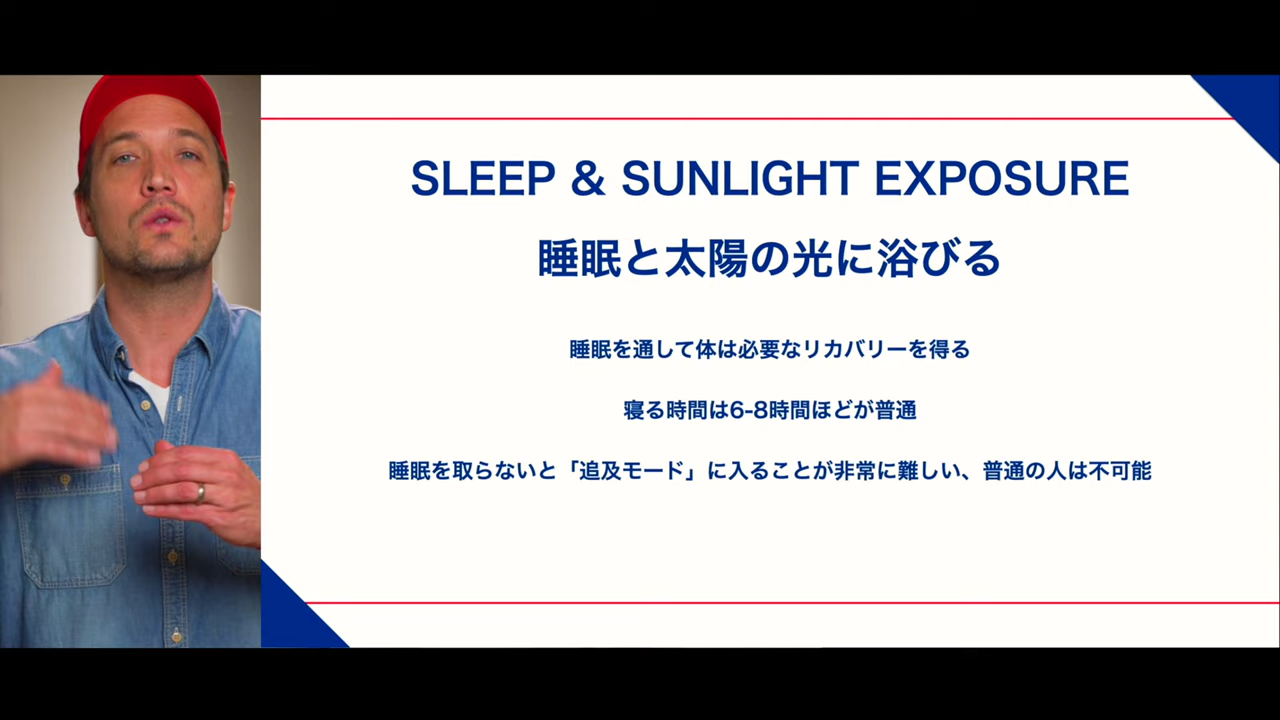 SLEEP & SUNLIGHT EXPOSURE
睡眠と太陽の光に浴びる
睡眠を通して体は必要なリカバリーを得る
寝る時間は6-8時間ほどが普通
睡眠を取らないと「追及モード」に入ることが非常に難しい、普通の人は不可能